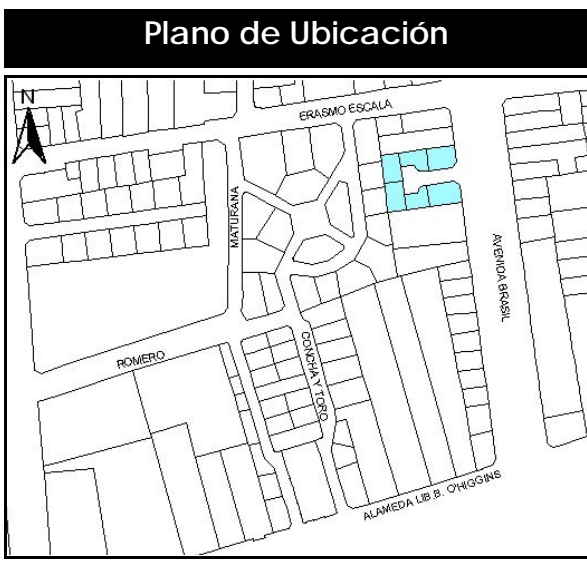 Plano de Ubicación
N
ERASMO ESCALA
MATURANA
AVENIDA BRASIL
ROMERO
CONCHA Y TORO
ALAMEDA LIB.B. O'HIGGINS